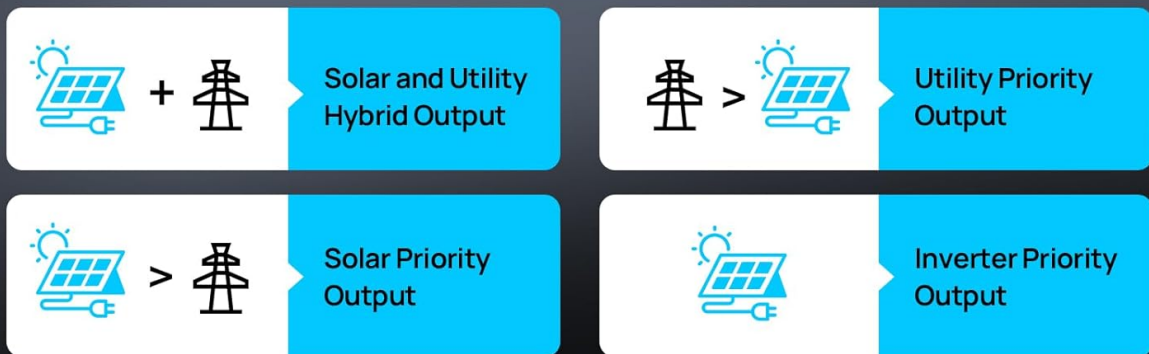 +
Solar and Utility
Hybrid Output
>
Utility Priority
Output
>
Solar Priority
Output
Inverter Priority
Output